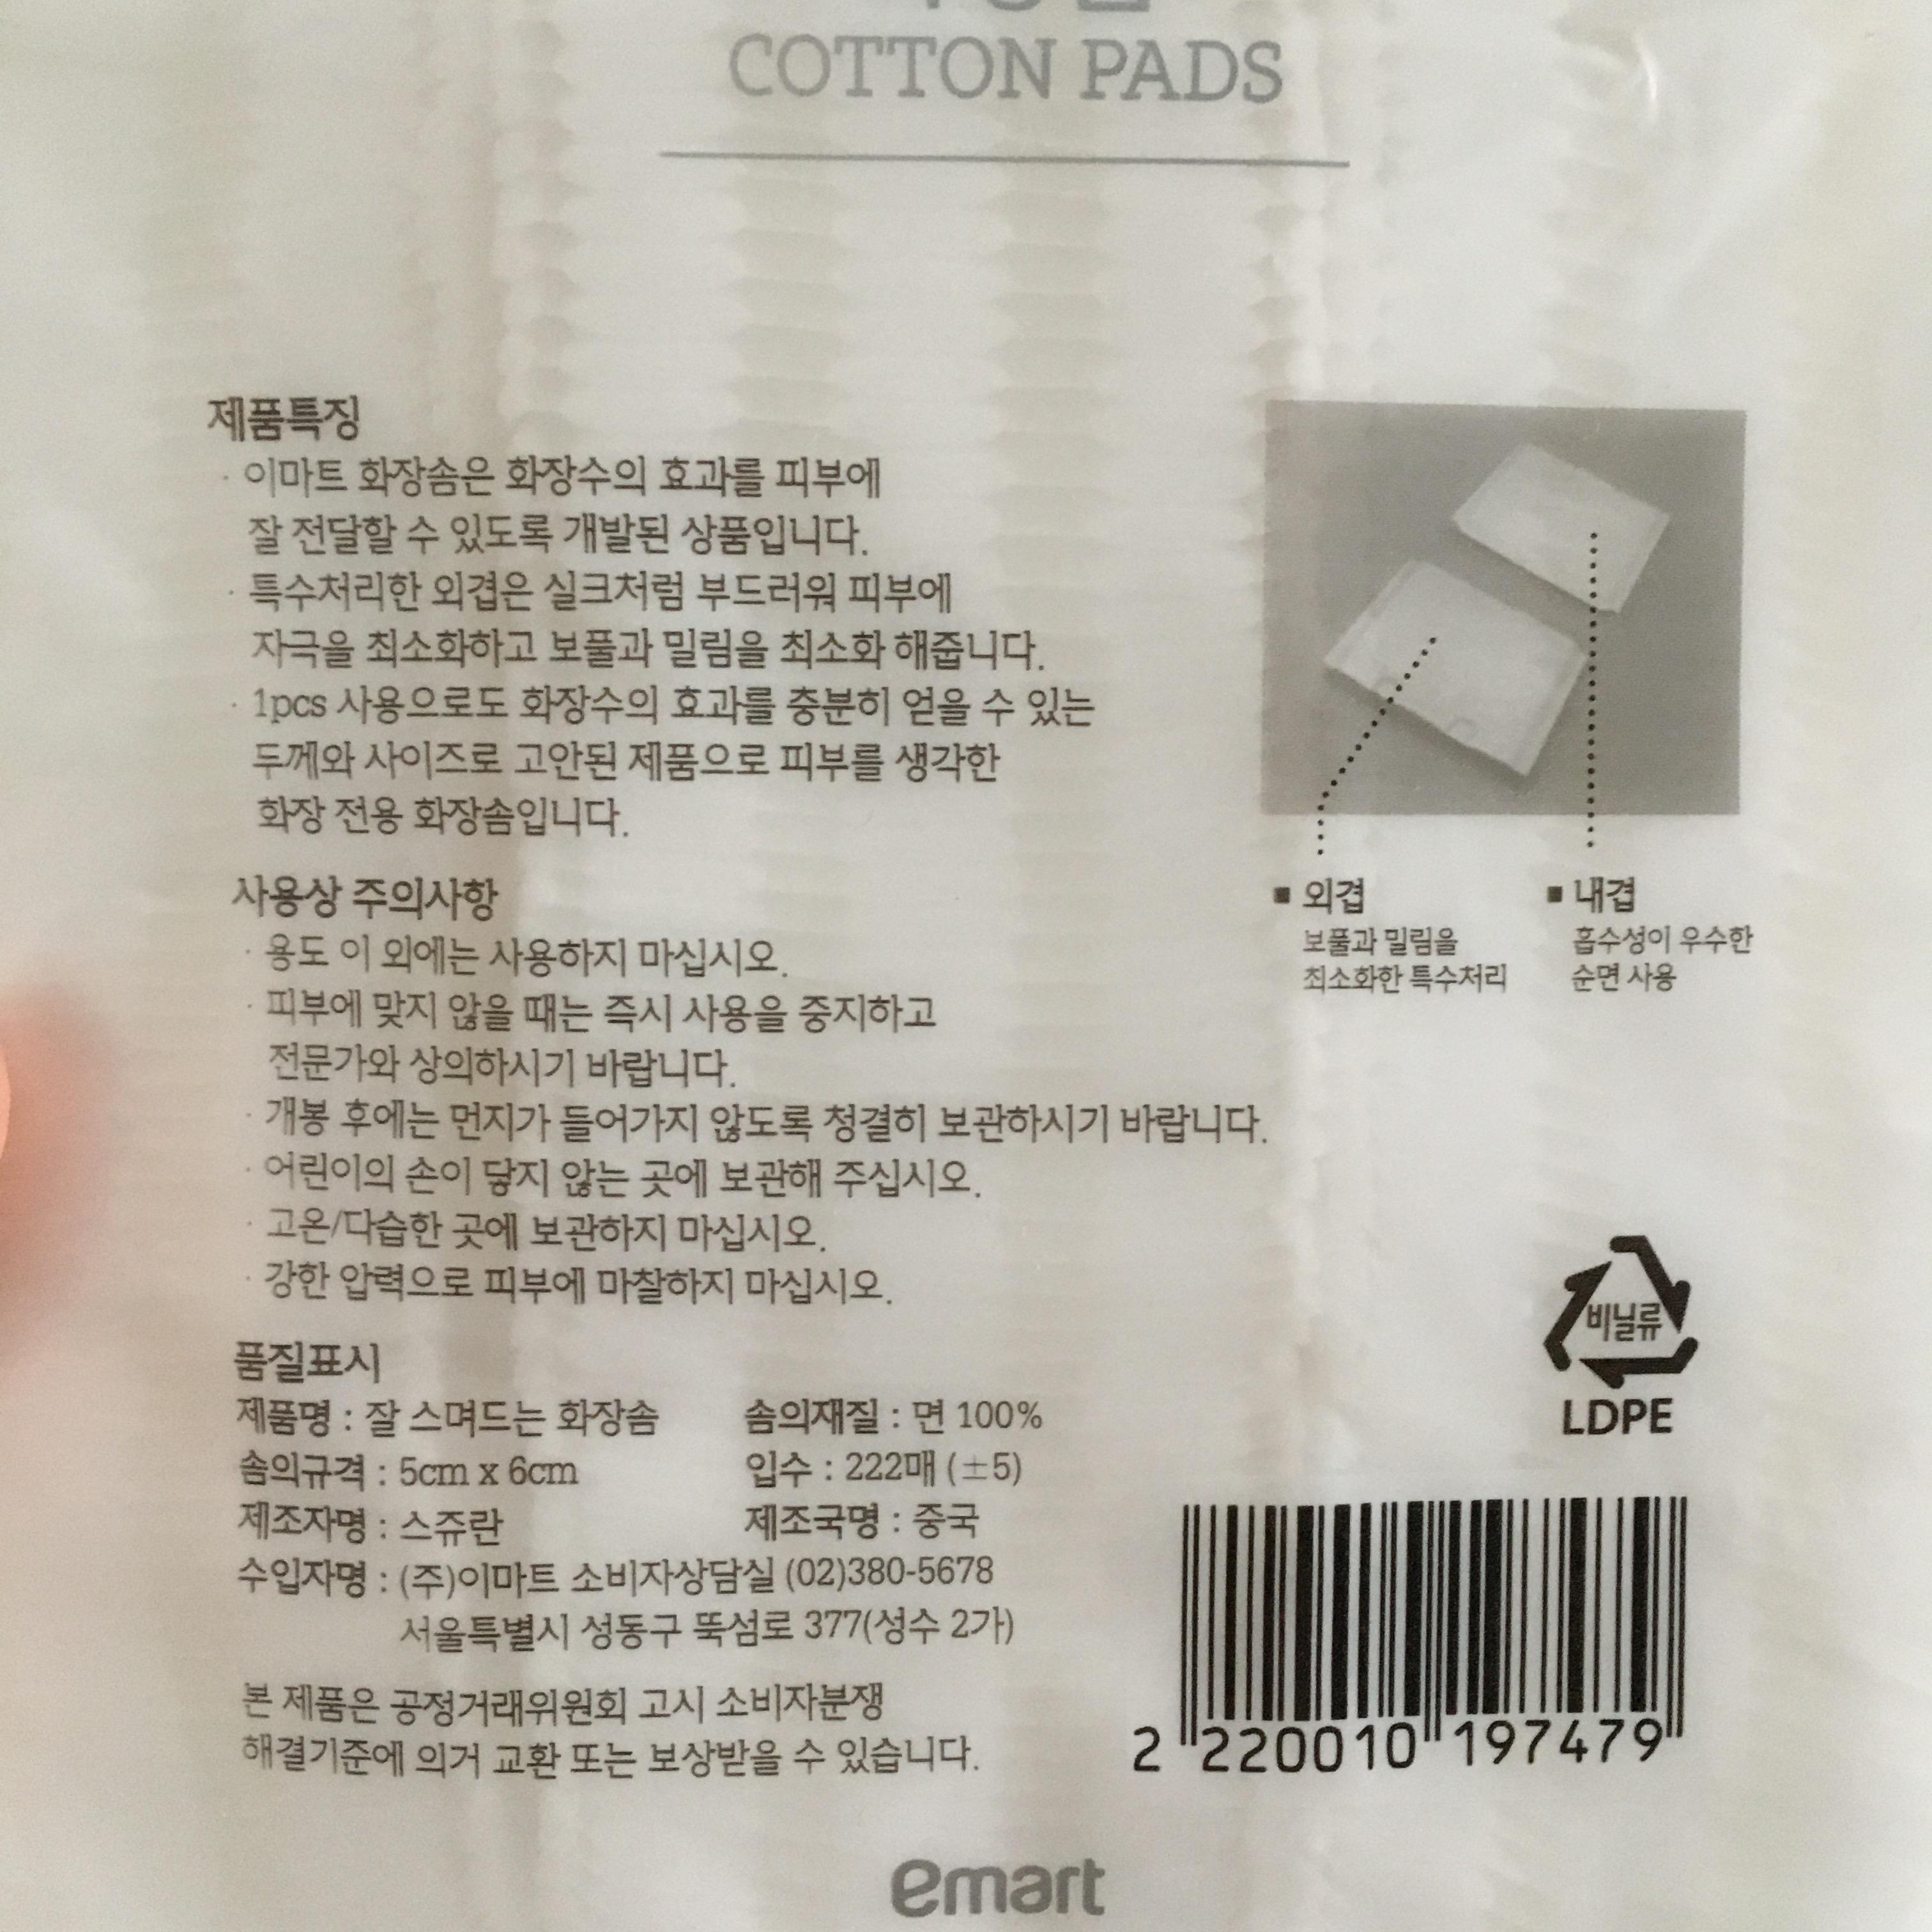 COTTON PADS
제품특징
· 이마트 화장솜은 화장수의 효과를 피부에
잘 전달할 수 있도록 개발된 상품입니다.
· 특수처리한 외겹은 실크처럼 부드러워 피부에
자극을 최소화하고 보풀과 밀림을 최소화 해줍니다.
· 1pcs 사용으로도 화장수의 효과를 충분히 얻을 수 있는
두께와 사이즈로 고안된 제품으로 피부를 생각한
화장 전용 화장솜입니다.
■ 외겹
보풀과 밀림을
최소화한 특수처리
■ 내겹
흡수성이 우수한
순면 사용
사용상 주의사항
· 용도 이 외에는 사용하지 마십시오.
· 피부에 맞지 않을 때는 즉시 사용을 중지하고
전문가와 상의하시기 바랍니다.
· 개봉 후에는 먼지가 들어가지 않도록 청결히 보관하시기 바랍니다.
· 어린이의 손이 닿지 않는 곳에 보관해 주십시오.
· 고온/다습한 곳에 보관하지 마십시오.
· 강한 압력으로 피부에 마찰하지 마십시오.
비닐류
LDPE
품질표시
제품명 : 잘 스며드는 화장솜 솜의재질 : 면 100%
솜의규격 : 5cm x 6cm 입수 : 222매 (±5)
제조자명 : 스쥬란 제조국명 : 중국
수입자명 : (주)이마트 소비자상담실 (02)380-5678
서울특별시 성동구 뚝섬로 377(성수 2가)
본 제품은 공정거래위원회 고시 소비자분쟁
해결기준에 의거 교환 또는 보상받을 수 있습니다.
2 220010 197479
emart